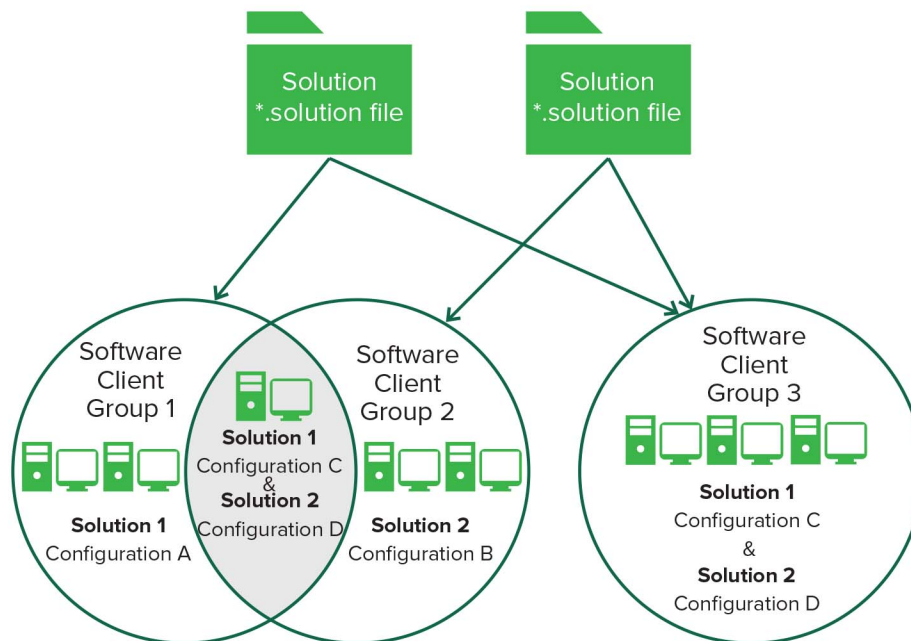 Solution
*.solution file
Solution
*.solution file
Software
Client
Group 1
Solution 1
Configuration A
Solution 1
Configuration C
&
Solution 2
Configuration D
Software
Client
Group 2
Solution 2
Configuration B
Software
Client
Group 3
Solution 1
Configuration C
&
Solution 2
Configuration D